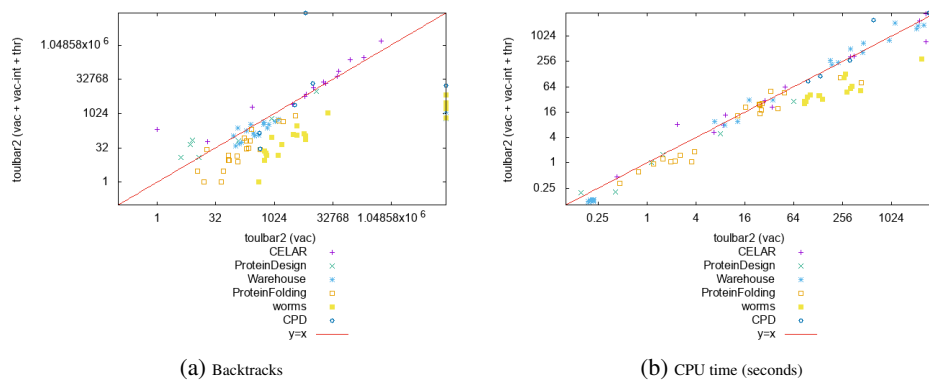 toulbar2 (vac + vac-int + thr)
1.04858x10^6
32768
1024
32
1
1
32
1024
32768
1.04858x10^6
toulbar2 (vac)
CELAR
ProteinDesign
Warehouse
ProteinFolding
worms
CPD
y=x
(a) Backtracks
toulbar2 (vac + vac-int + thr)
1024
256
64
16
4
1
0.25
0.25
1
4
16
64
256
1024
toulbar2 (vac)
CELAR
ProteinDesign
Warehouse
ProteinFolding
worms
CPD
y=x
(b) CPU time (seconds)